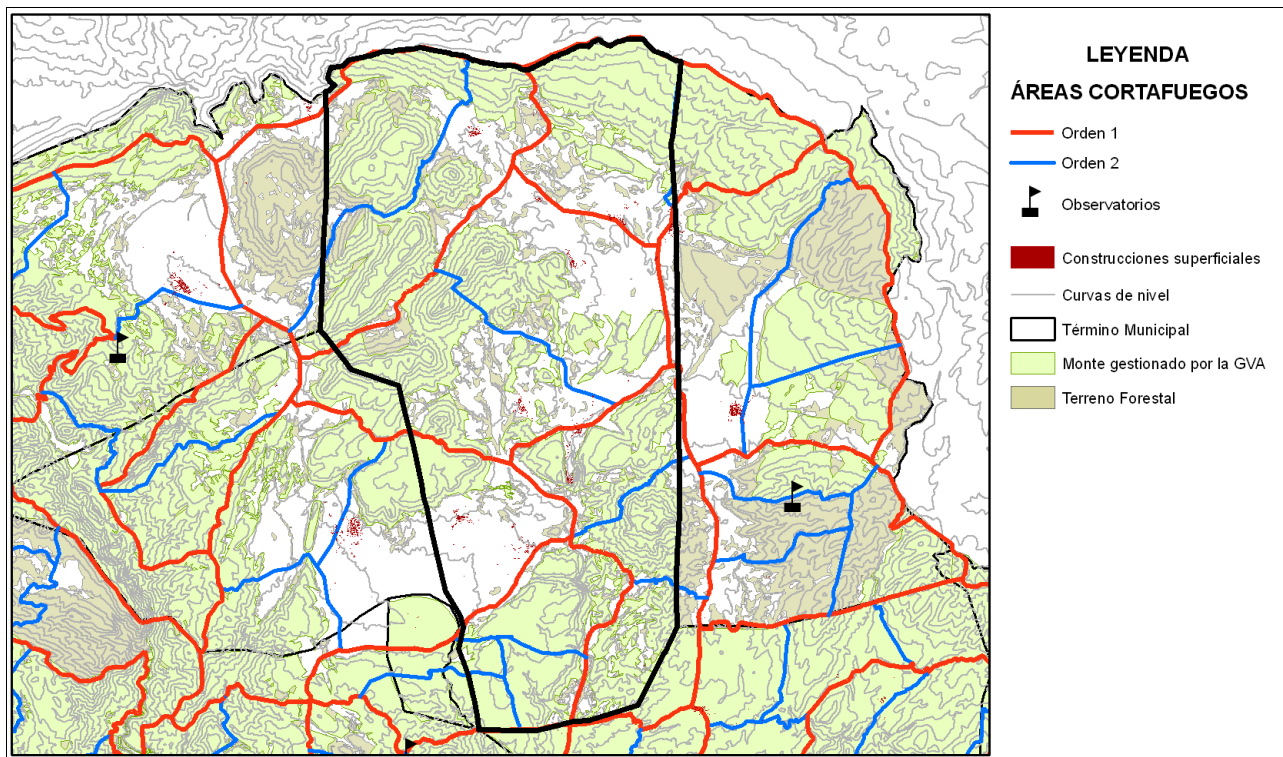 LEYENDA
ÁREAS CORTAFUEGOS
Orden 1
Orden 2
Observatorios
Construcciones superficiales
Curvas de nivel
Término Municipal
Monte gestionado por la GVA
Terreno Forestal